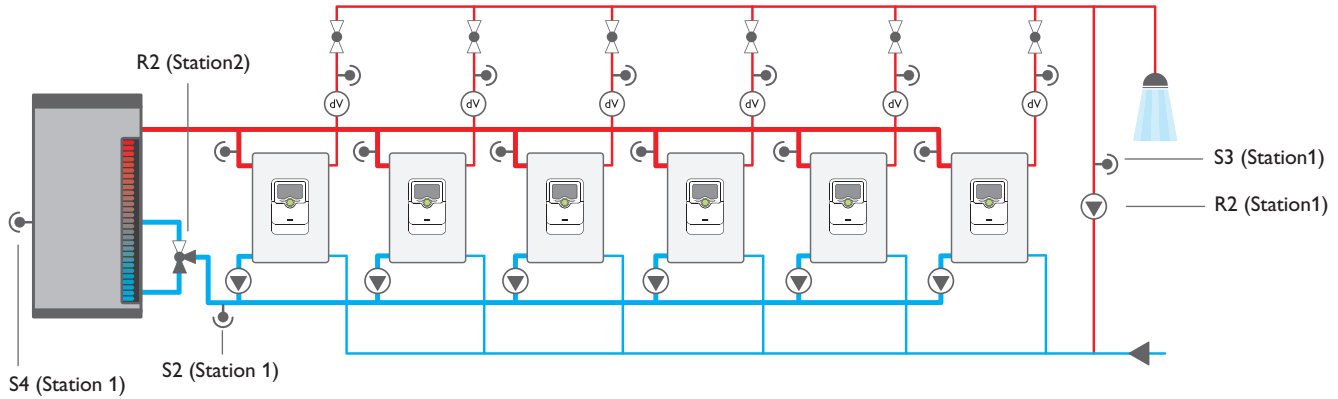 R2 (Station2)
dV dV dV dV dV dV
S3 (Station1)
R2 (Station1)
S2 (Station 1)
S4 (Station 1)